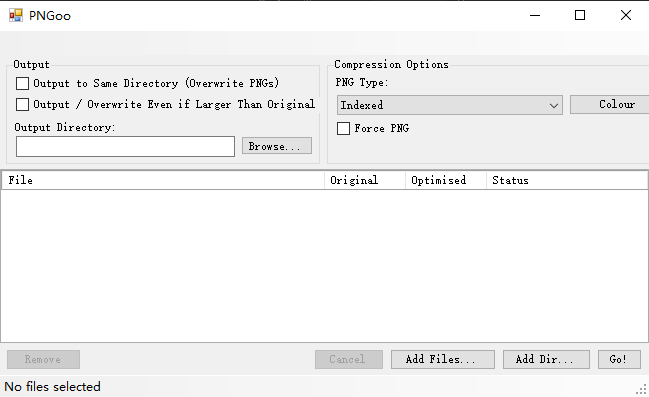 PNGoo
Output
Output to Same Directory (Overwrite PNGs)
Output / Overwrite Even if Larger Than Original
Output Directory:
Browse...
Compression Options
PNG Type:
Indexed
Colour
Force PNG
File Original Optimised Status
Remove Cancel Add Files... Add Dir... Go!
No files selected